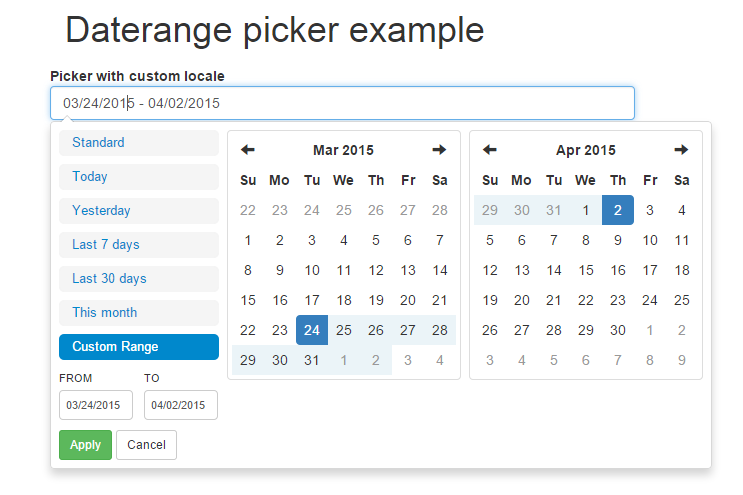 Daterange picker example
Picker with custom locale
03/24/2015 - 04/02/2015
Standard
Today
Yesterday
Last 7 days
Last 30 days
This month
Custom Range
FROM TO
03/24/2015 04/02/2015
Apply Cancel
Mar 2015
Su Mo Tu We Th Fr Sa
22 23 24 25 26 27 28
1 2 3 4 5 6 7
8 9 10 11 12 13 14
15 16 17 18 19 20 21
22 23 24 25 26 27 28
29 30 31 1 2 3 4
Apr 2015
Su Mo Tu We Th Fr Sa
29 30 31 1 2 3 4
5 6 7 8 9 10 11
12 13 14 15 16 17 18
19 20 21 22 23 24 25
26 27 28 29 30 1 2
3 4 5 6 7 8 9